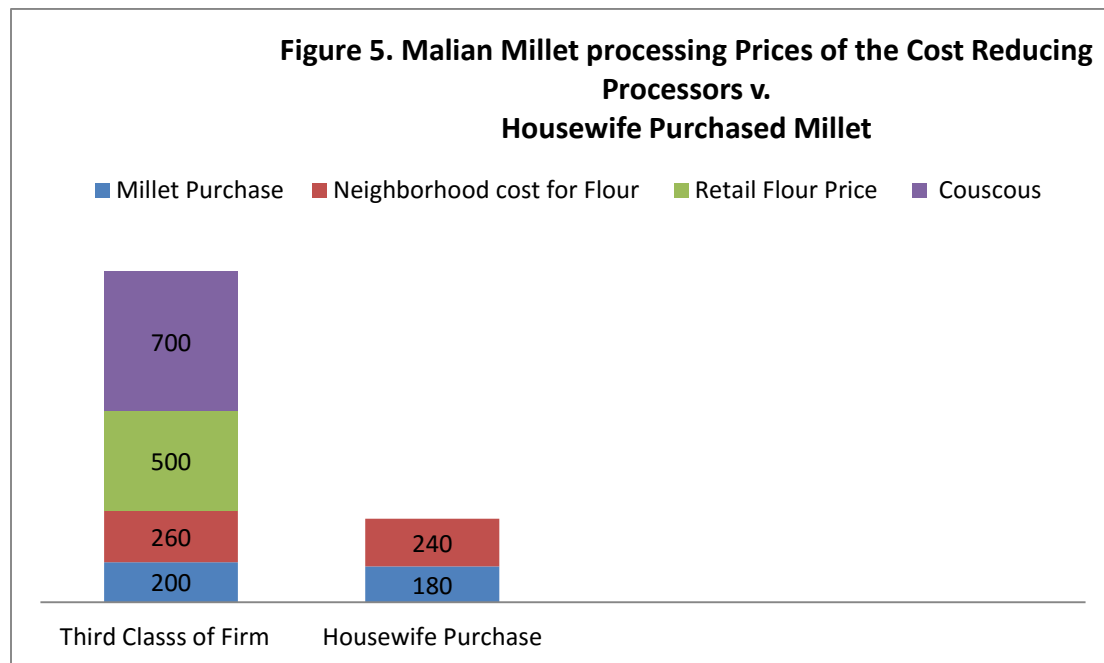 Figure 5. Malian Millet processing Prices of the Cost Reducing
Processors v.
Housewife Purchased Millet
Millet Purchase Neighborhood cost for Flour Retail Flour Price Couscous
700
500
260
200
240
180
Third Classs of Firm Housewife Purchase